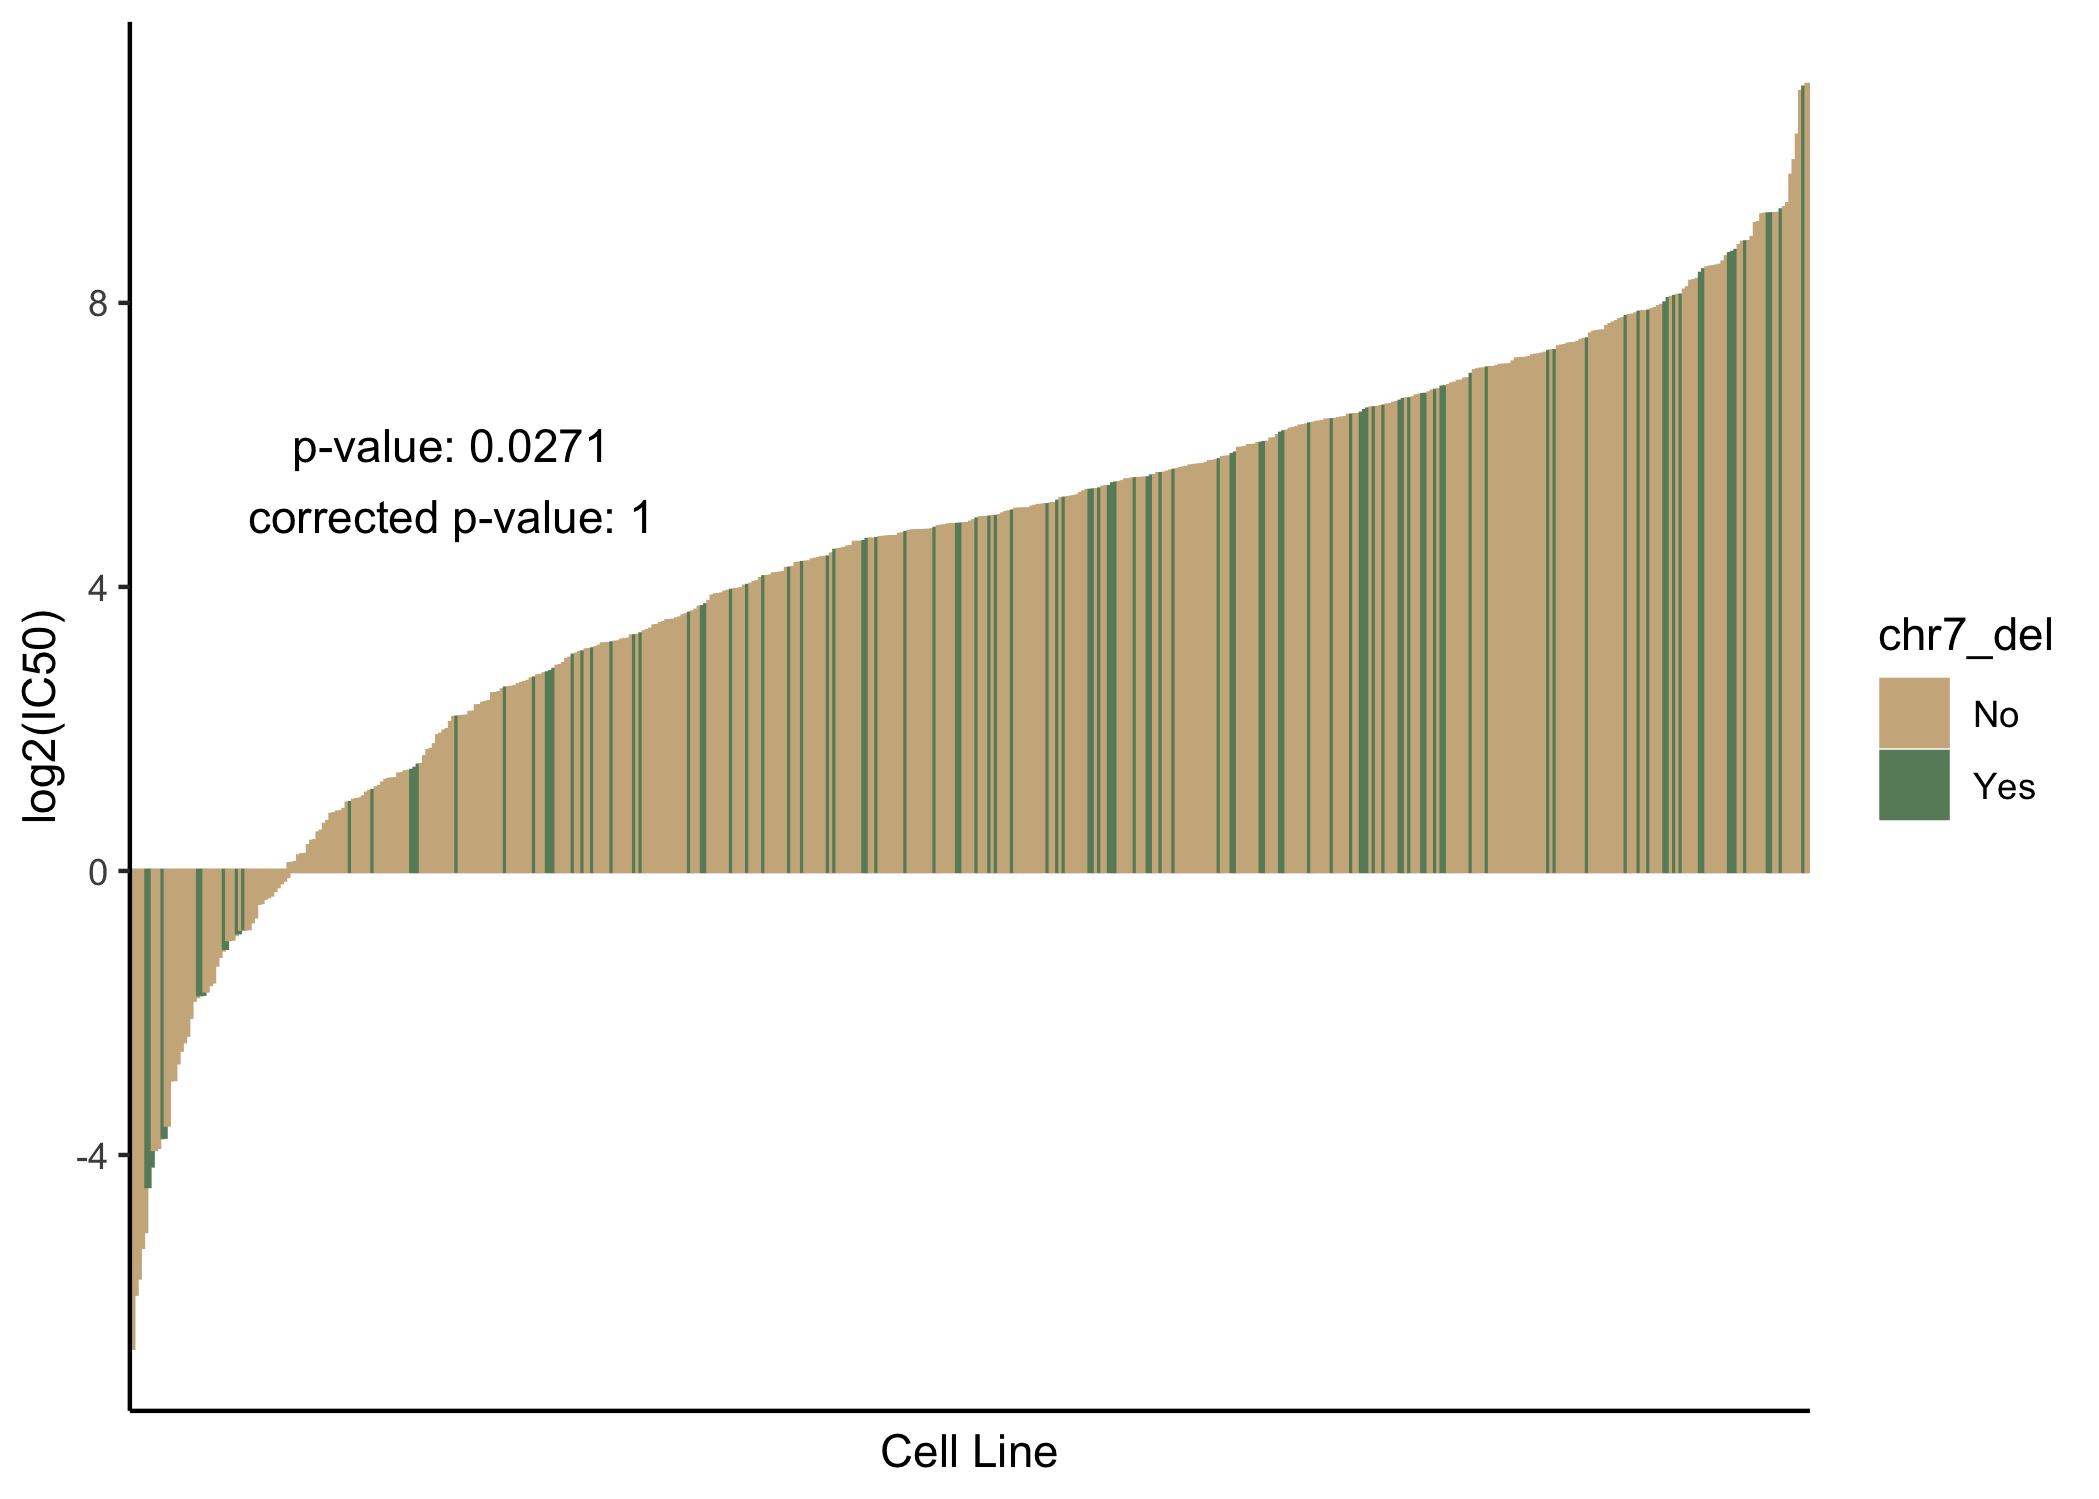 p-value: 0.0271
corrected p-value: 1
8
4
0
-4
log2(IC50)
Cell Line
chr7_del
No
Yes